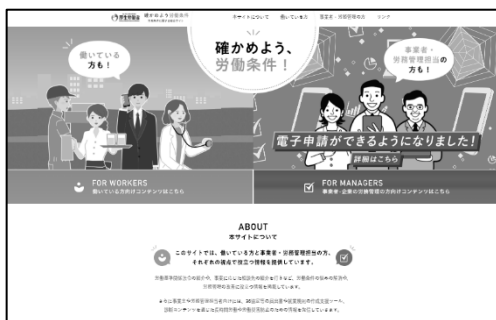 厚生労働省 確かめよう労働条件
本サイトについて 働いている方 事業者・労務管理の方 リンク
働いている
方も！
確かめよう、
労働条件！
事業者・
労務管理担当の
方も！
電子申請ができるようになりました！
詳細はこちら
FOR WORKERS
働いている方向けコンテンツはこちら
FOR MANAGERS
事業者・企業の労務管理の方向けコンテンツはこちら
ABOUT
本サイトについて
このサイトでは、働いている方と事業者・労務管理担当の方、
それぞれの視点で役立つ情報を提供しています。